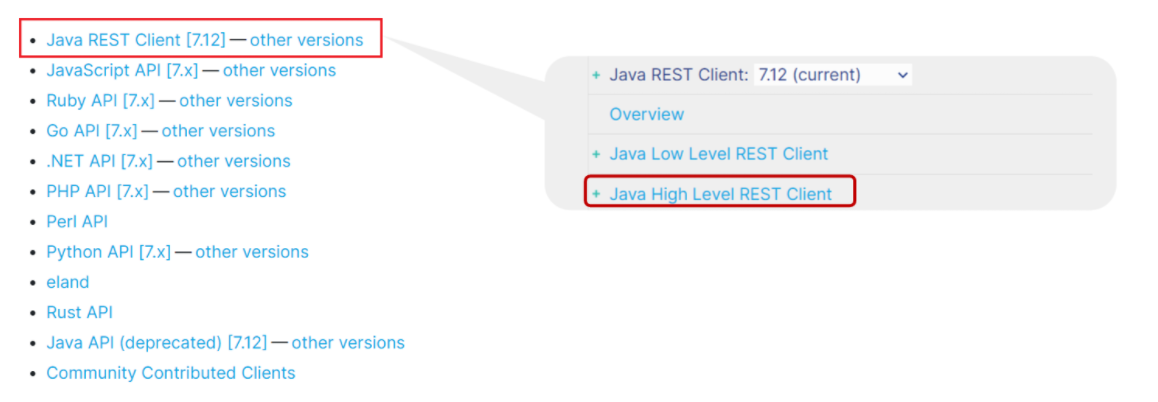 Java REST Client [7.12] — other versions
JavaScript API [7.x] — other versions
Ruby API [7.x] — other versions
Go API [7.x] — other versions
.NET API [7.x] — other versions
PHP API [7.x] — other versions
Perl API
Python API [7.x] — other versions
eland
Rust API
Java API (deprecated) [7.12] — other versions
Community Contributed Clients
+ Java REST Client: 7.12 (current)
Overview
+ Java Low Level REST Client
+ Java High Level REST Client